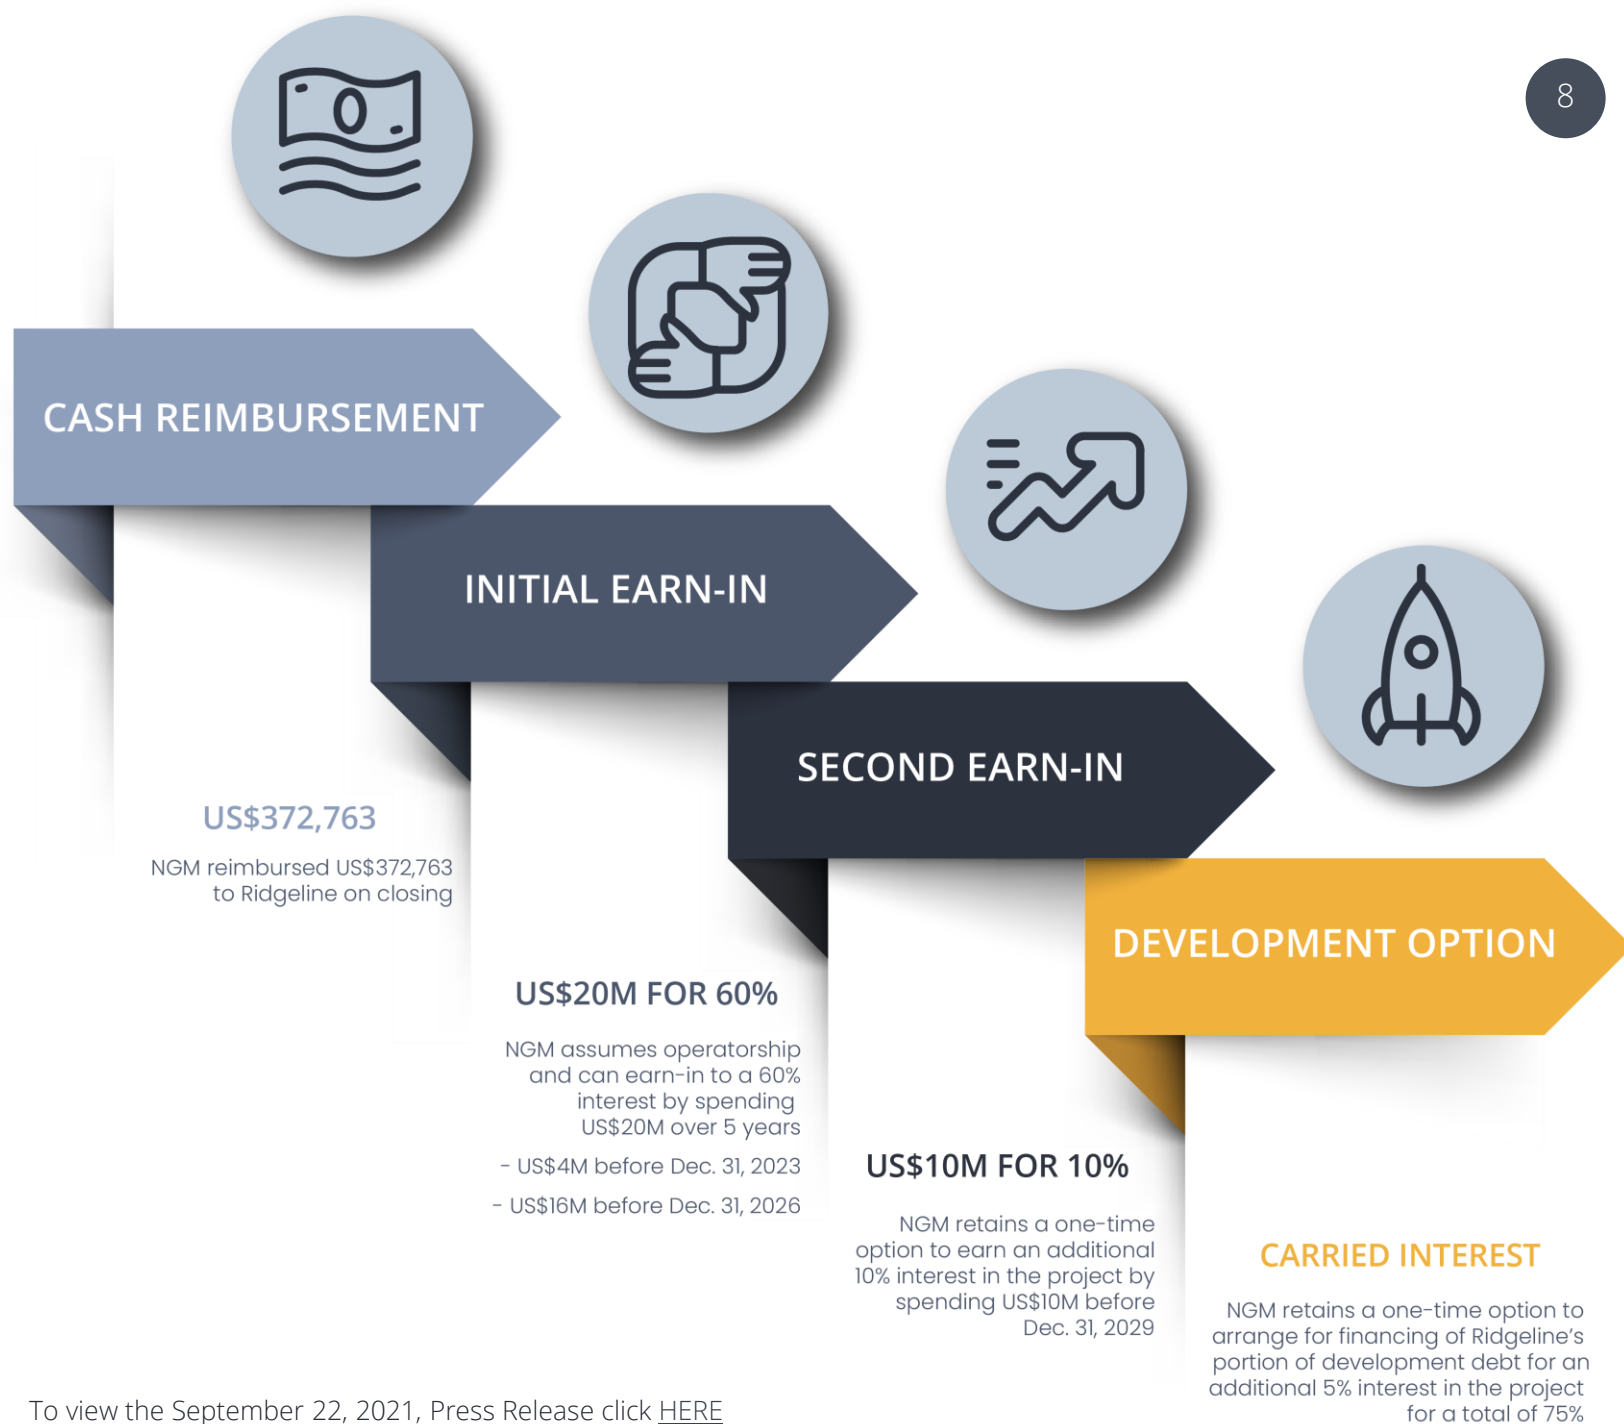 8
CASH REIMBURSEMENT
US$372,763
NGM reimbursed US$372,763
to Ridgeline on closing
INITIAL EARN-IN
US$20M FOR 60%
NGM assumes operatorship
and can earn-in to a 60%
interest by spending
US$20M over 5 years
- US$4M before Dec. 31, 2023
- US$16M before Dec. 31, 2026
SECOND EARN-IN
US$10M FOR 10%
NGM retains a one-time
option to earn an additional
10% interest in the project by
spending US$10M before
Dec. 31, 2029
DEVELOPMENT OPTION
CARRIED INTEREST
NGM retains a one-time option to
arrange for financing of Ridgeline’s
portion of development debt for an
additional 5% interest in the project
for a total of 75%
To view the September 22, 2021, Press Release click HERE